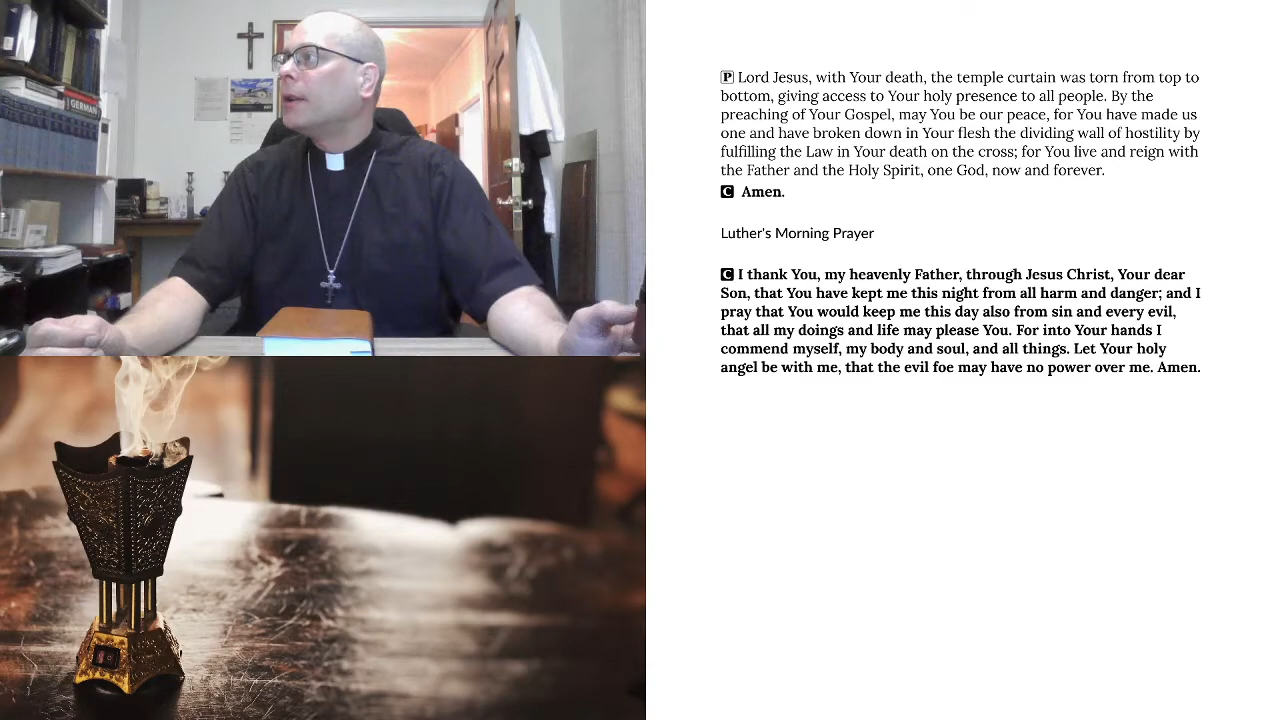 GERMAN
P Lord Jesus, with Your death, the temple curtain was torn from top to
bottom, giving access to Your holy presence to all people. By the
preaching of Your Gospel, may You be our peace, for You have made us
one and have broken down in Your flesh the dividing wall of hostility by
fulfilling the Law in Your death on the cross; for You live and reign with
the Father and the Holy Spirit, one God, now and forever.
C Amen.
Luther's Morning Prayer
C I thank You, my heavenly Father, through Jesus Christ, Your dear
Son, that You have kept me this night from all harm and danger; and I
pray that You would keep me this day also from sin and every evil,
that all my doings and life may please You. For into Your hands I
commend myself, my body and soul, and all things. Let Your holy
angel be with me, that the evil foe may have no power over me. Amen.